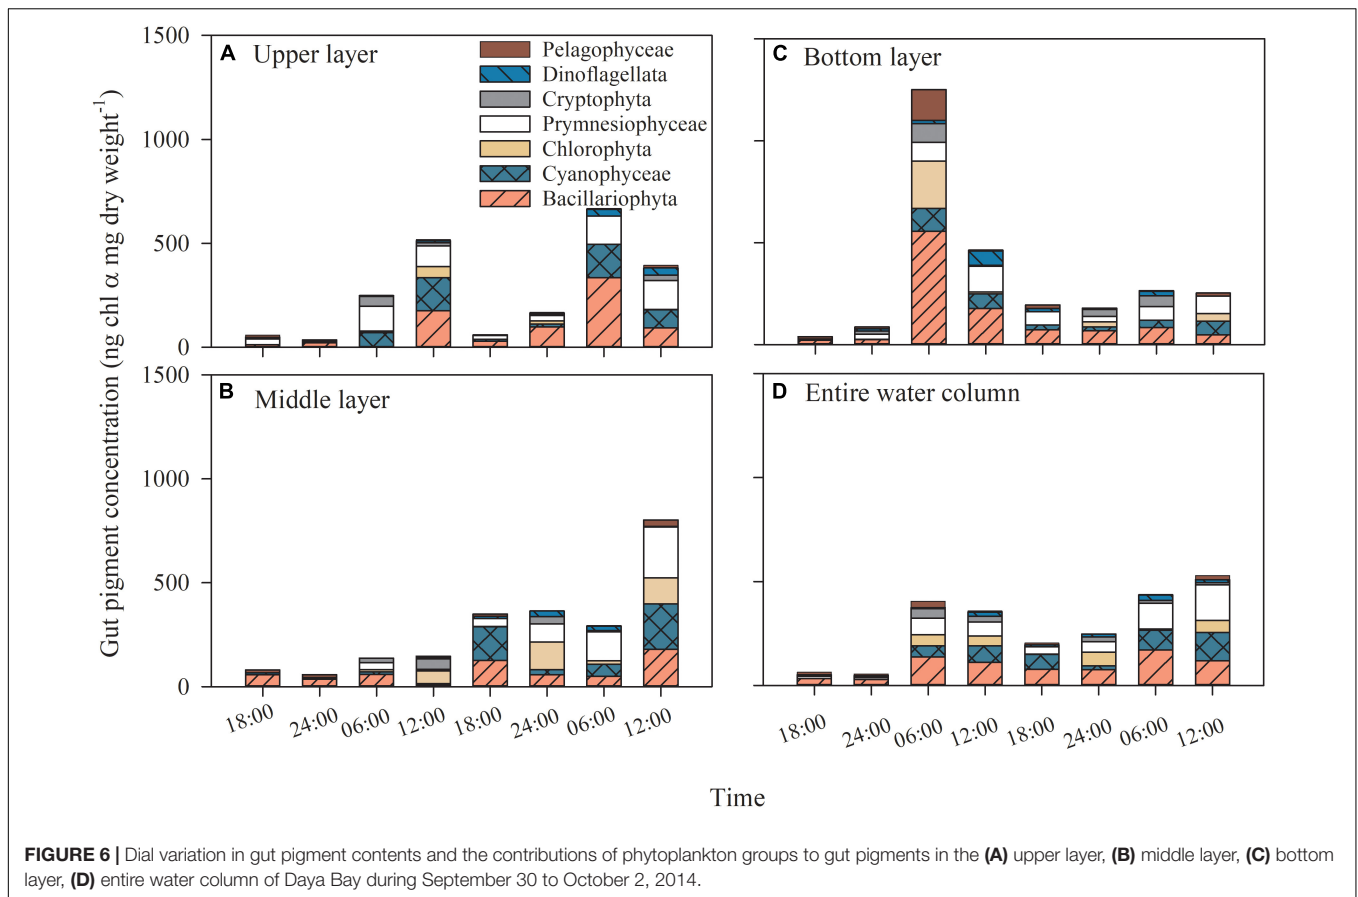 Gut pigment concentration (ng chl α mg dry weight-1)
1500
1000
500
0
A Upper layer
Pelagophyceae
Dinoflagellata
Cryptophyta
Prymnesiophyceae
Chlorophyta
Cyanophyceae
Bacillariophyta
C Bottom layer
1500
1000
500
0
B Middle layer
18:00 24:00 06:00 12:00 18:00 24:00 06:00 12:00
D Entire water column
18:00 24:00 06:00 12:00 18:00 24:00 06:00 12:00
Time
FIGURE 6 | Dial variation in gut pigment contents and the contributions of phytoplankton groups to gut pigments in the (A) upper layer, (B) middle layer, (C) bottom
layer, (D) entire water column of Daya Bay during September 30 to October 2, 2014.